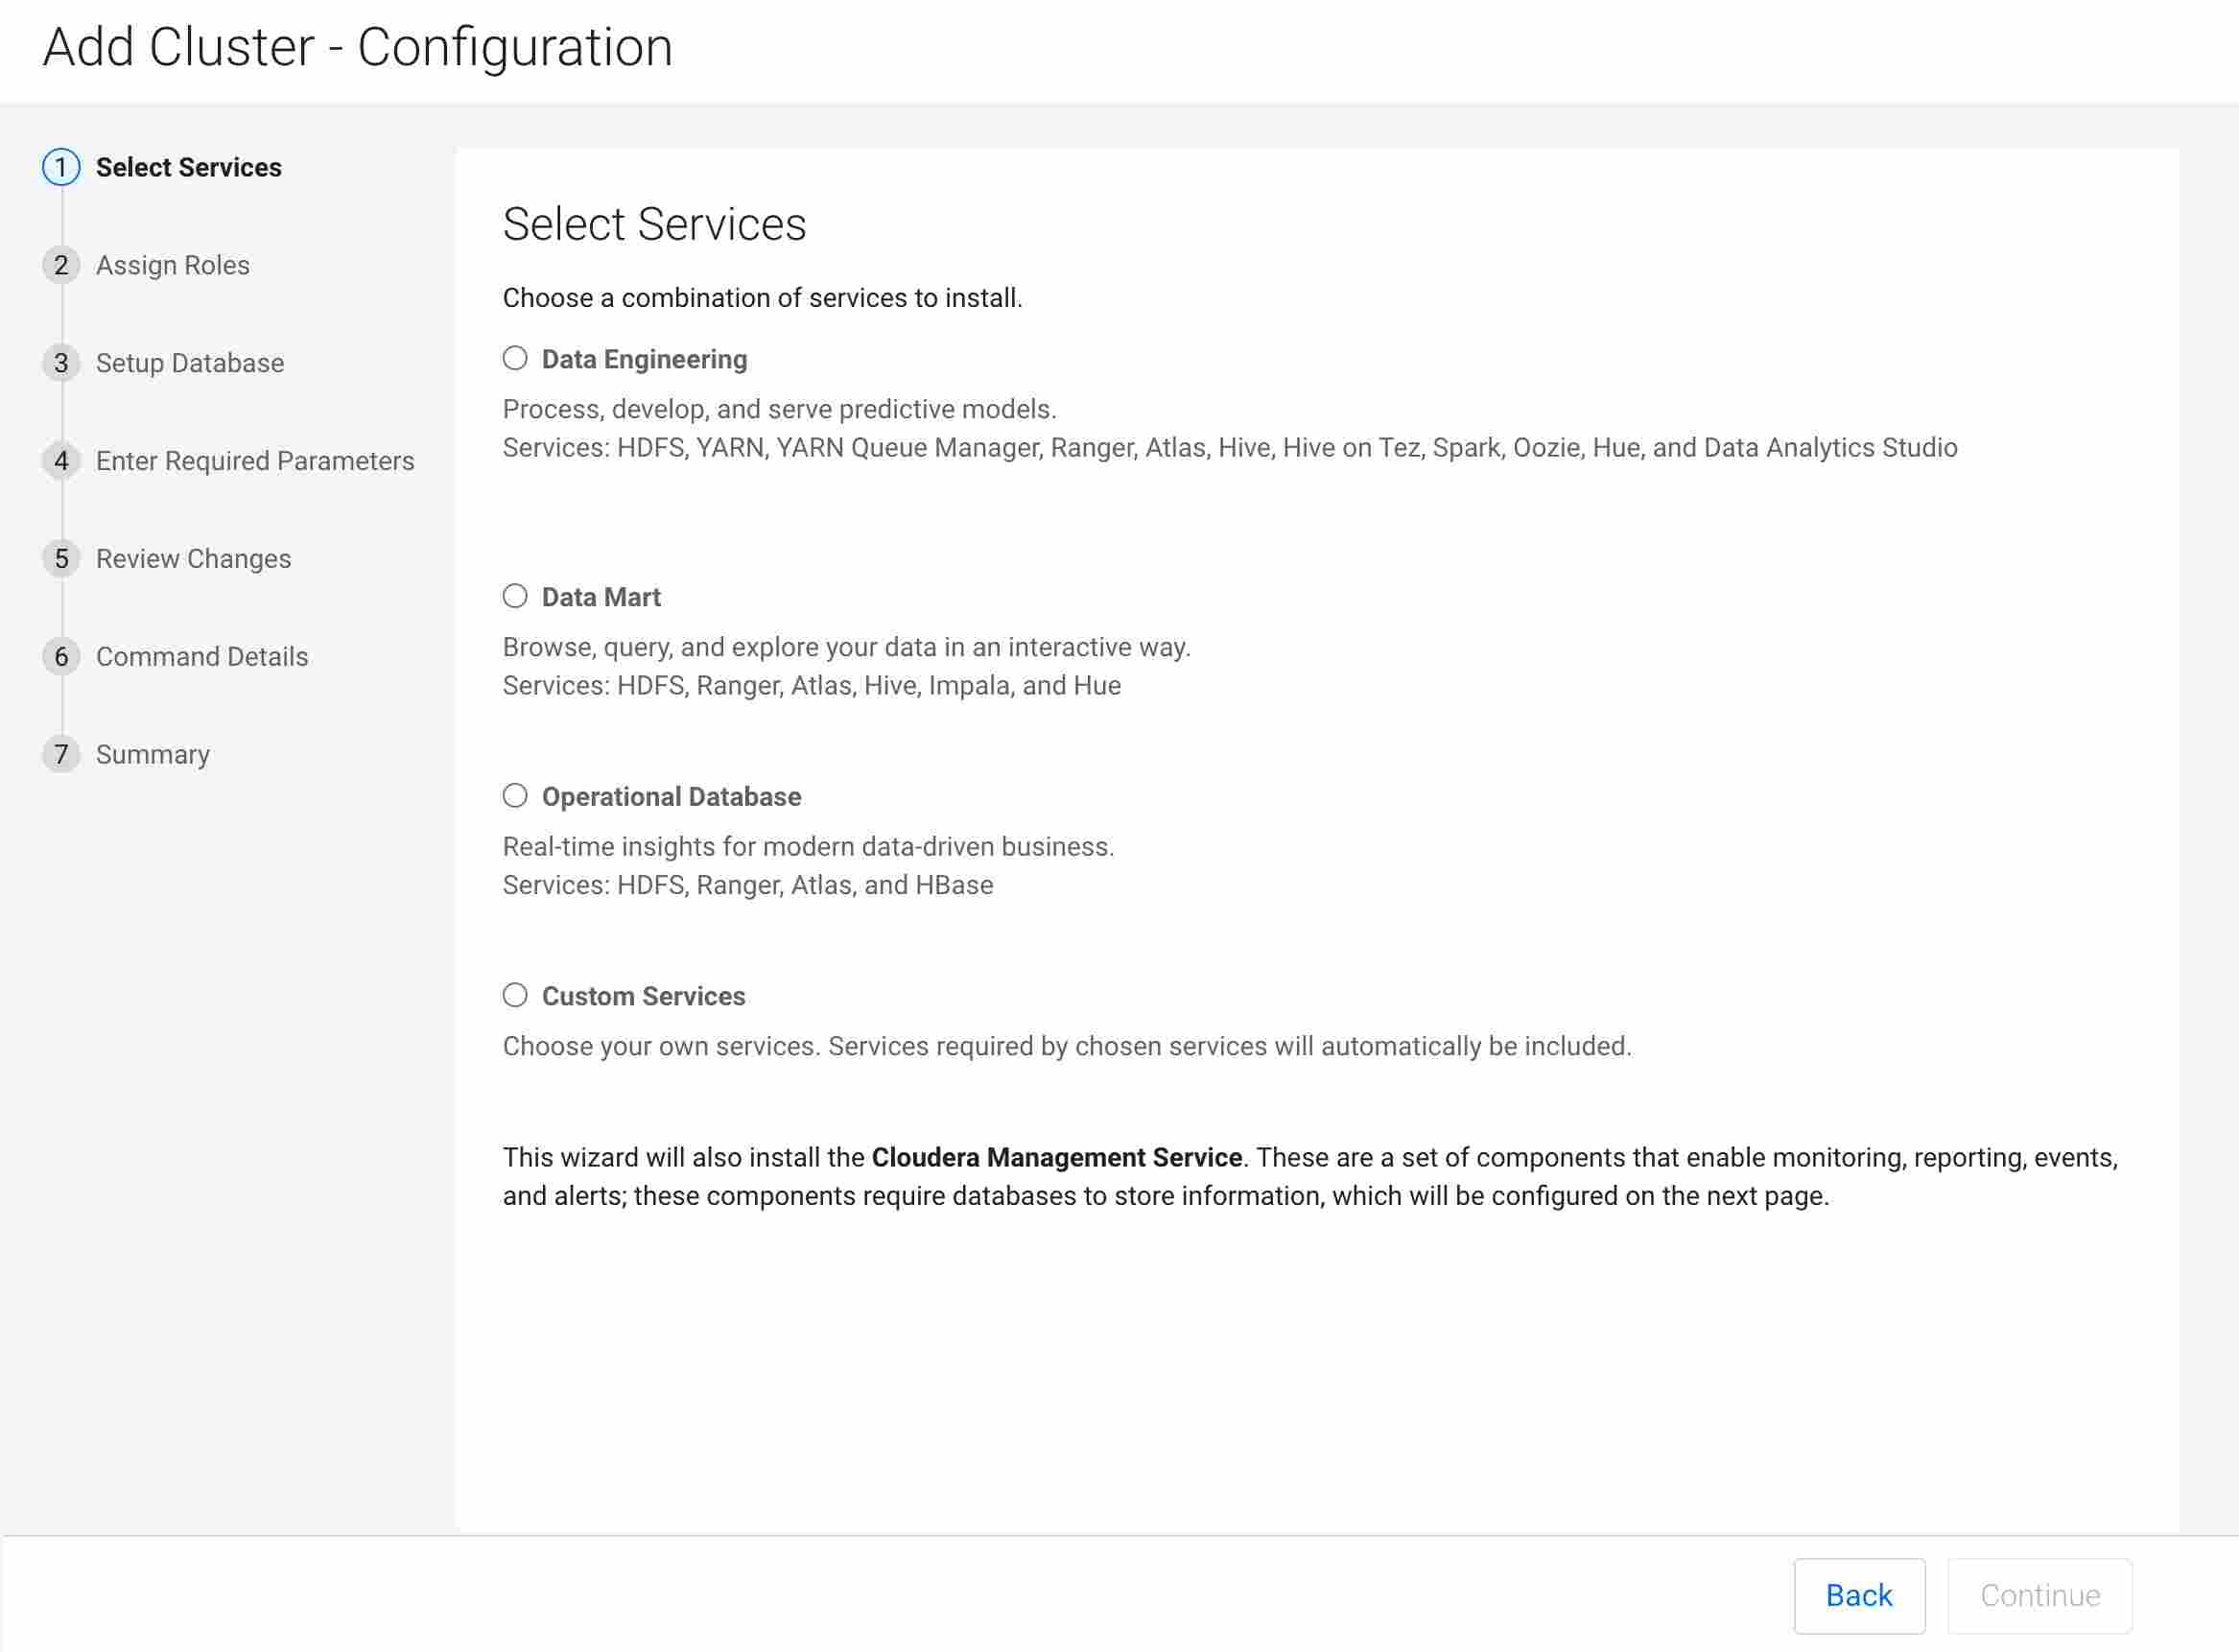 Add Cluster - Configuration
1 Select Services
2 Assign Roles
3 Setup Database
4 Enter Required Parameters
5 Review Changes
6 Command Details
7 Summary
Select Services
Choose a combination of services to install.
Data Engineering
Process, develop, and serve predictive models.
Services: HDFS, YARN, YARN Queue Manager, Ranger, Atlas, Hive, Hive on Tez, Spark, Oozie, Hue, and Data Analytics Studio
Data Mart
Browse, query, and explore your data in an interactive way.
Services: HDFS, Ranger, Atlas, Hive, Impala, and Hue
Operational Database
Real-time insights for modern data-driven business.
Services: HDFS, Ranger, Atlas, and HBase
Custom Services
Choose your own services. Services required by chosen services will automatically be included.
This wizard will also install the Cloudera Management Service. These are a set of components that enable monitoring, reporting, events,
and alerts; these components require databases to store information, which will be configured on the next page.
Back
Continue